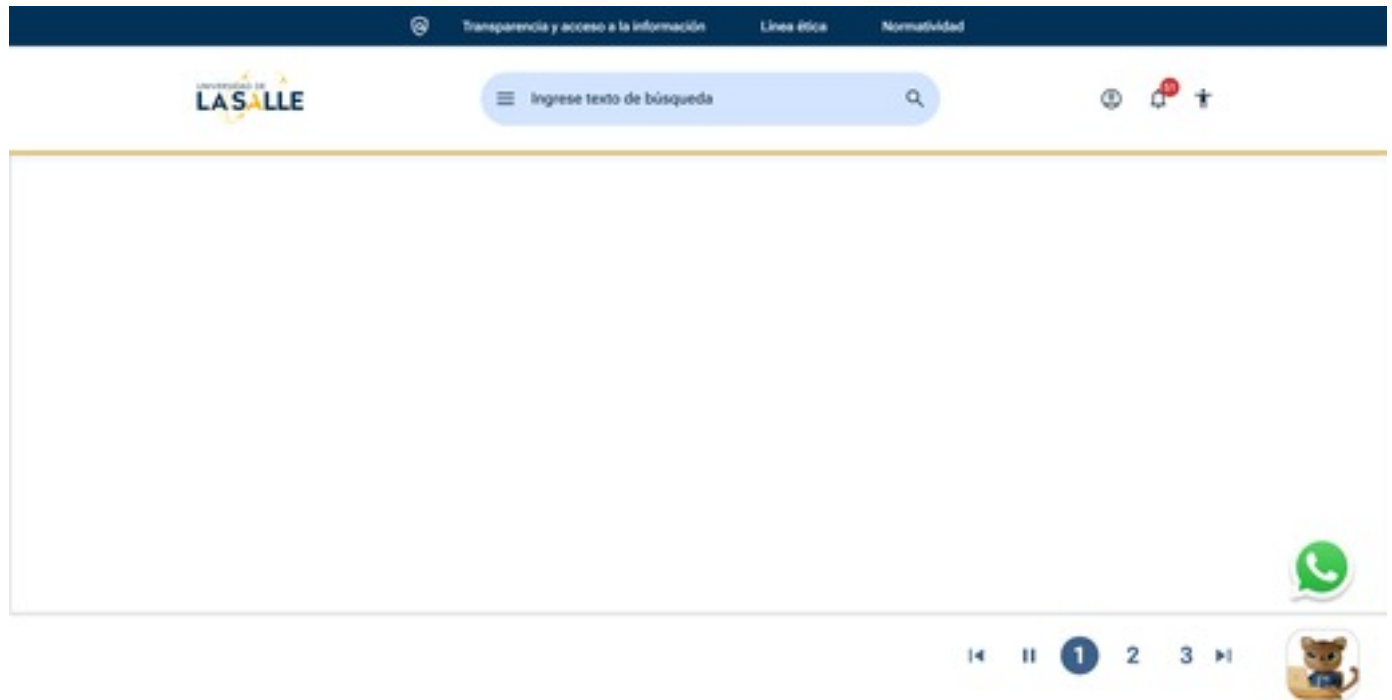 Transparencia y acceso a la información Línea ética Normatividad
UNIVERSIDAD DE
LA SALLE
Ingrese texto de búsqueda
1 2 3